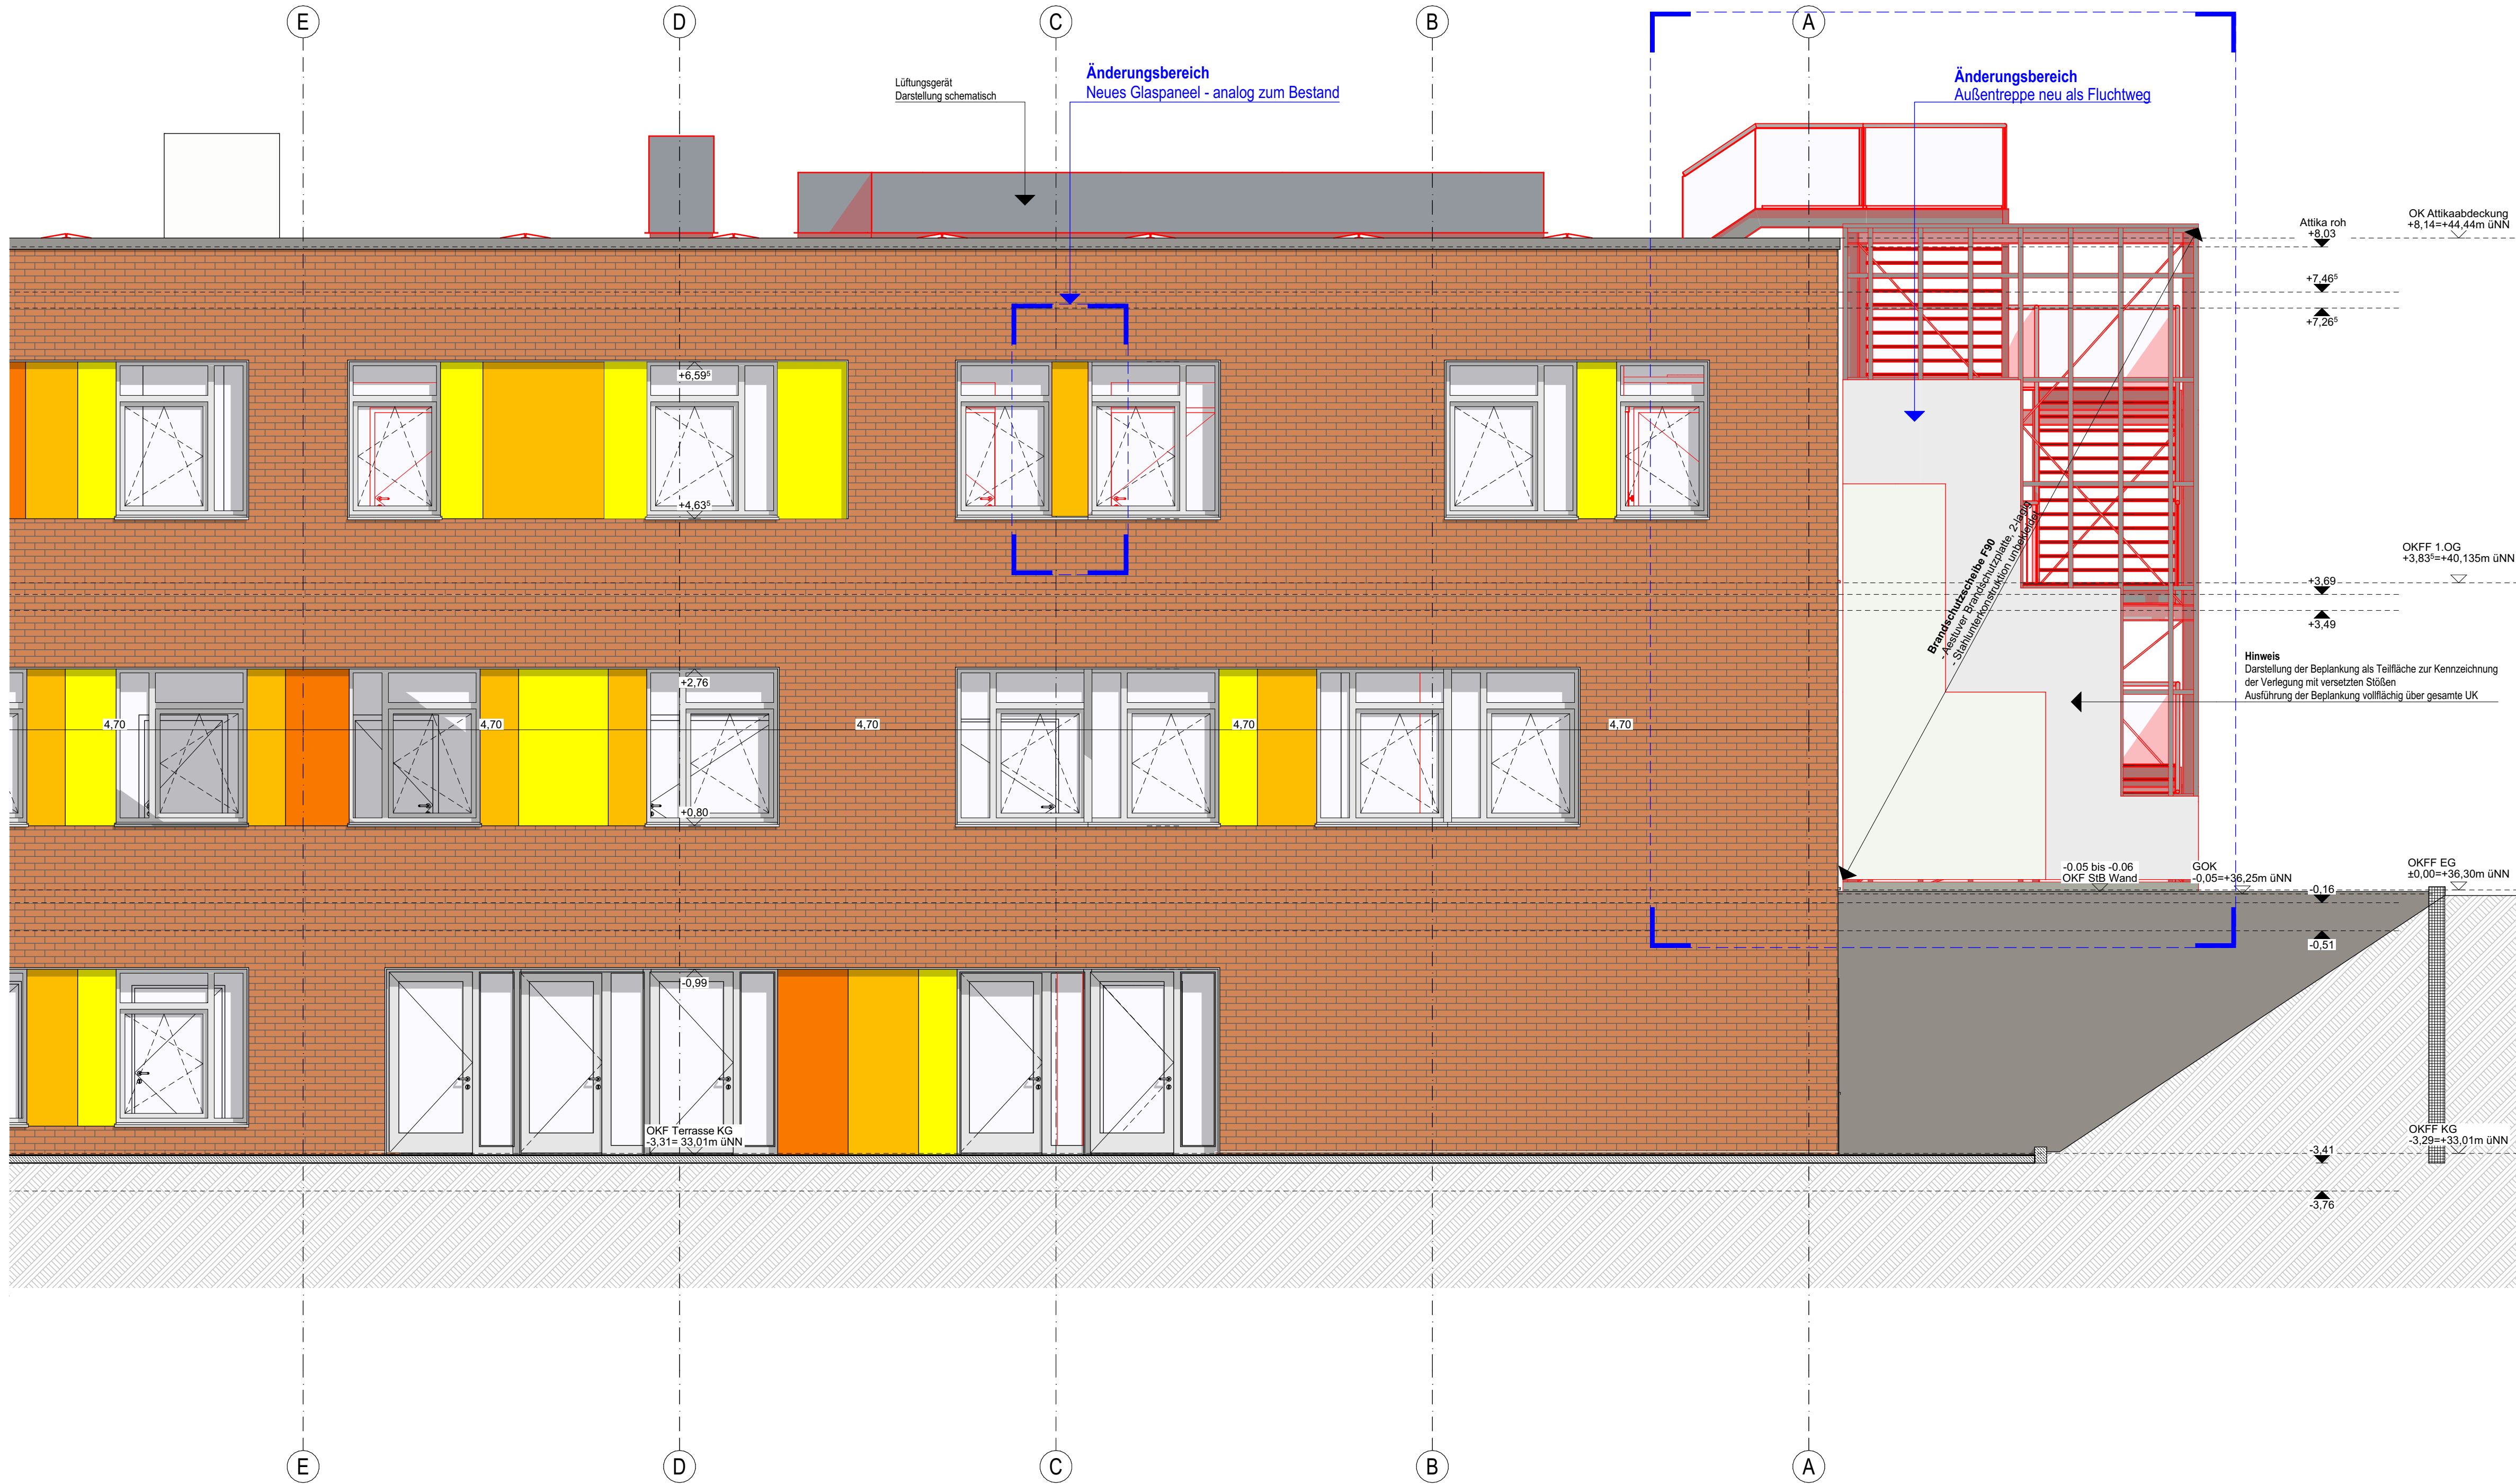 E
D
C
B
A
Lüftungsgerät
Darstellung schematisch
Änderungsbereich
Neues Glaspaneel - analog zum Bestand
Änderungsbereich
Außentreppe neu als Fluchtweg
Attika roh
+8,03
OK Attikaabdeckung
+8,14=+44,44m üNN
+7,46⁵
+7,26⁵
+6,59⁵
+4,63⁵
Brandschutzscheibe F90
- Aestuver Brandschutzplatte, 2-lagig
- Stahlunterkonstruktion unbekleidet
OKFF 1.OG
+3,83⁵=+40,135m üNN
+3,69
+3,49
Hinweis
Darstellung der Beplankung als Teilfläche zur Kennzeichnung
der Verlegung mit versetzten Stößen
Ausführung der Beplankung vollflächig über gesamte UK
+2,76
4,70
4,70
4,70
4,70
4,70
+0,80
-0.05 bis -0.06
OKF StB Wand
GOK
-0,05=+36,25m üNN
OKFF EG
±0,00=+36,30m üNN
-0,16
-0,51
-0,99
OKF Terrasse KG
-3,31= 33,01m üNN
OKFF KG
-3,29=+33,01m üNN
-3,41
-3,76
E
D
C
B
A